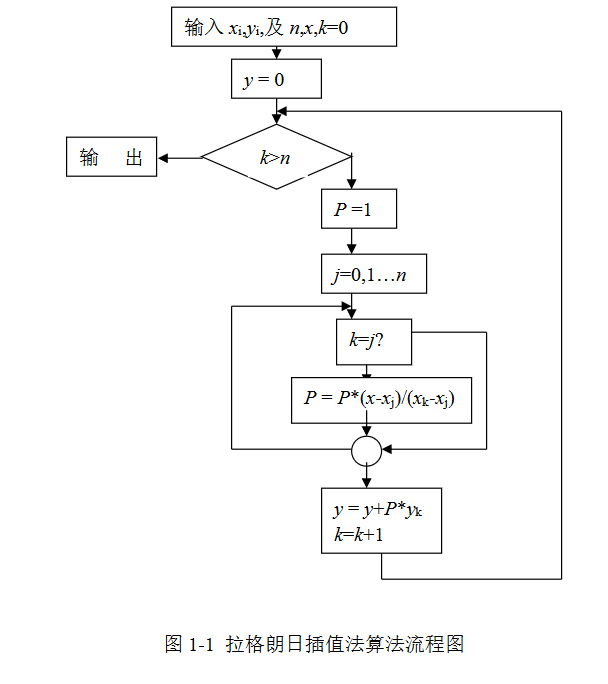 输入 xi,yi,及 n,x,k=0
y = 0
k>n
输 出
P =1
j=0,1…n
k=j?
P = P*(x-xj)/(xk-xj)
y = y+P*yk
k=k+1
图 1-1 拉格朗日插值法算法流程图